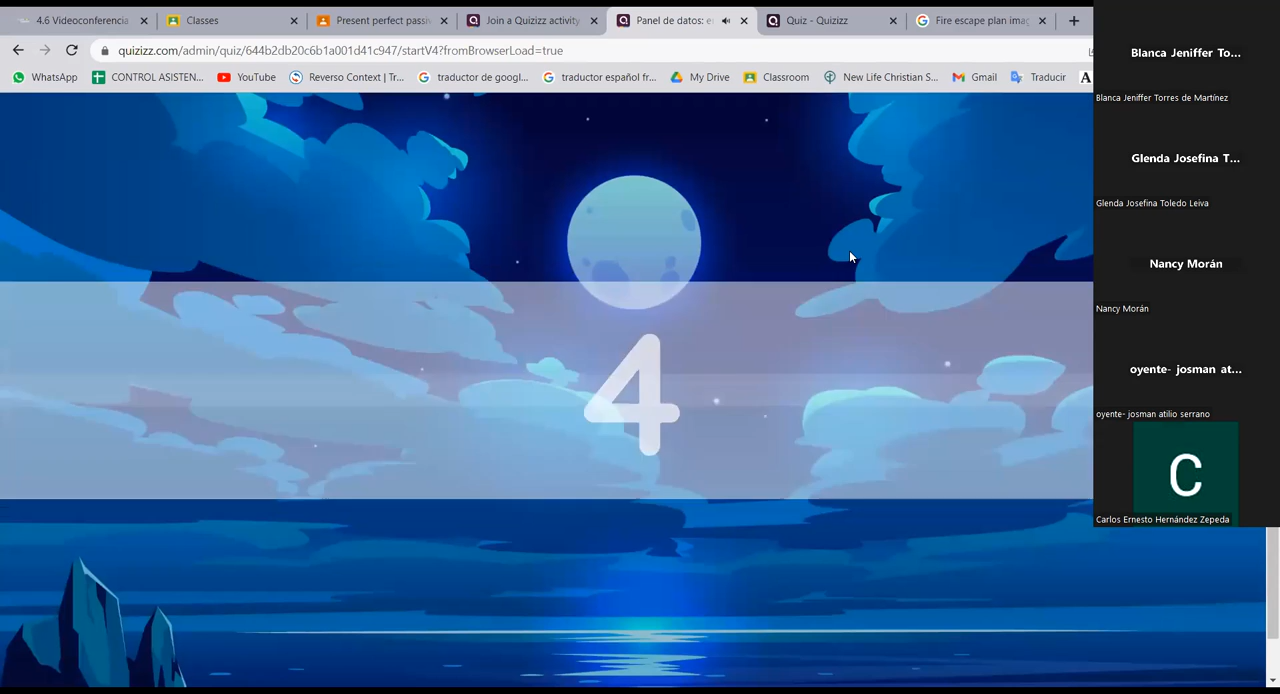 4.6 Videoconferencia
Classes
Present perfect passi
Join a Quizizz activity
Panel de datos: e
Quiz - Quizizz
Fire escape plan imag
quizizz.com/admin/quiz/644b2db20c6b1a001d41c947/startV4?fromBrowserLoad=true
WhatsApp
CONTROL ASISTEN...
YouTube
Reverso Context | Tr...
traductor de googl...
traductor español fr...
My Drive
Classroom
New Life Christian S...
Gmail
Traducir
A
4
Blanca Jeniffer To...
Blanca Jeniffer Torres de Martínez
Glenda Josefina T...
Glenda Josefina Toledo Leiva
Nancy Morán
Nancy Morán
oyente- josman at...
oyente- josman atilio serrano
C
Carlos Ernesto Hernández Zepeda